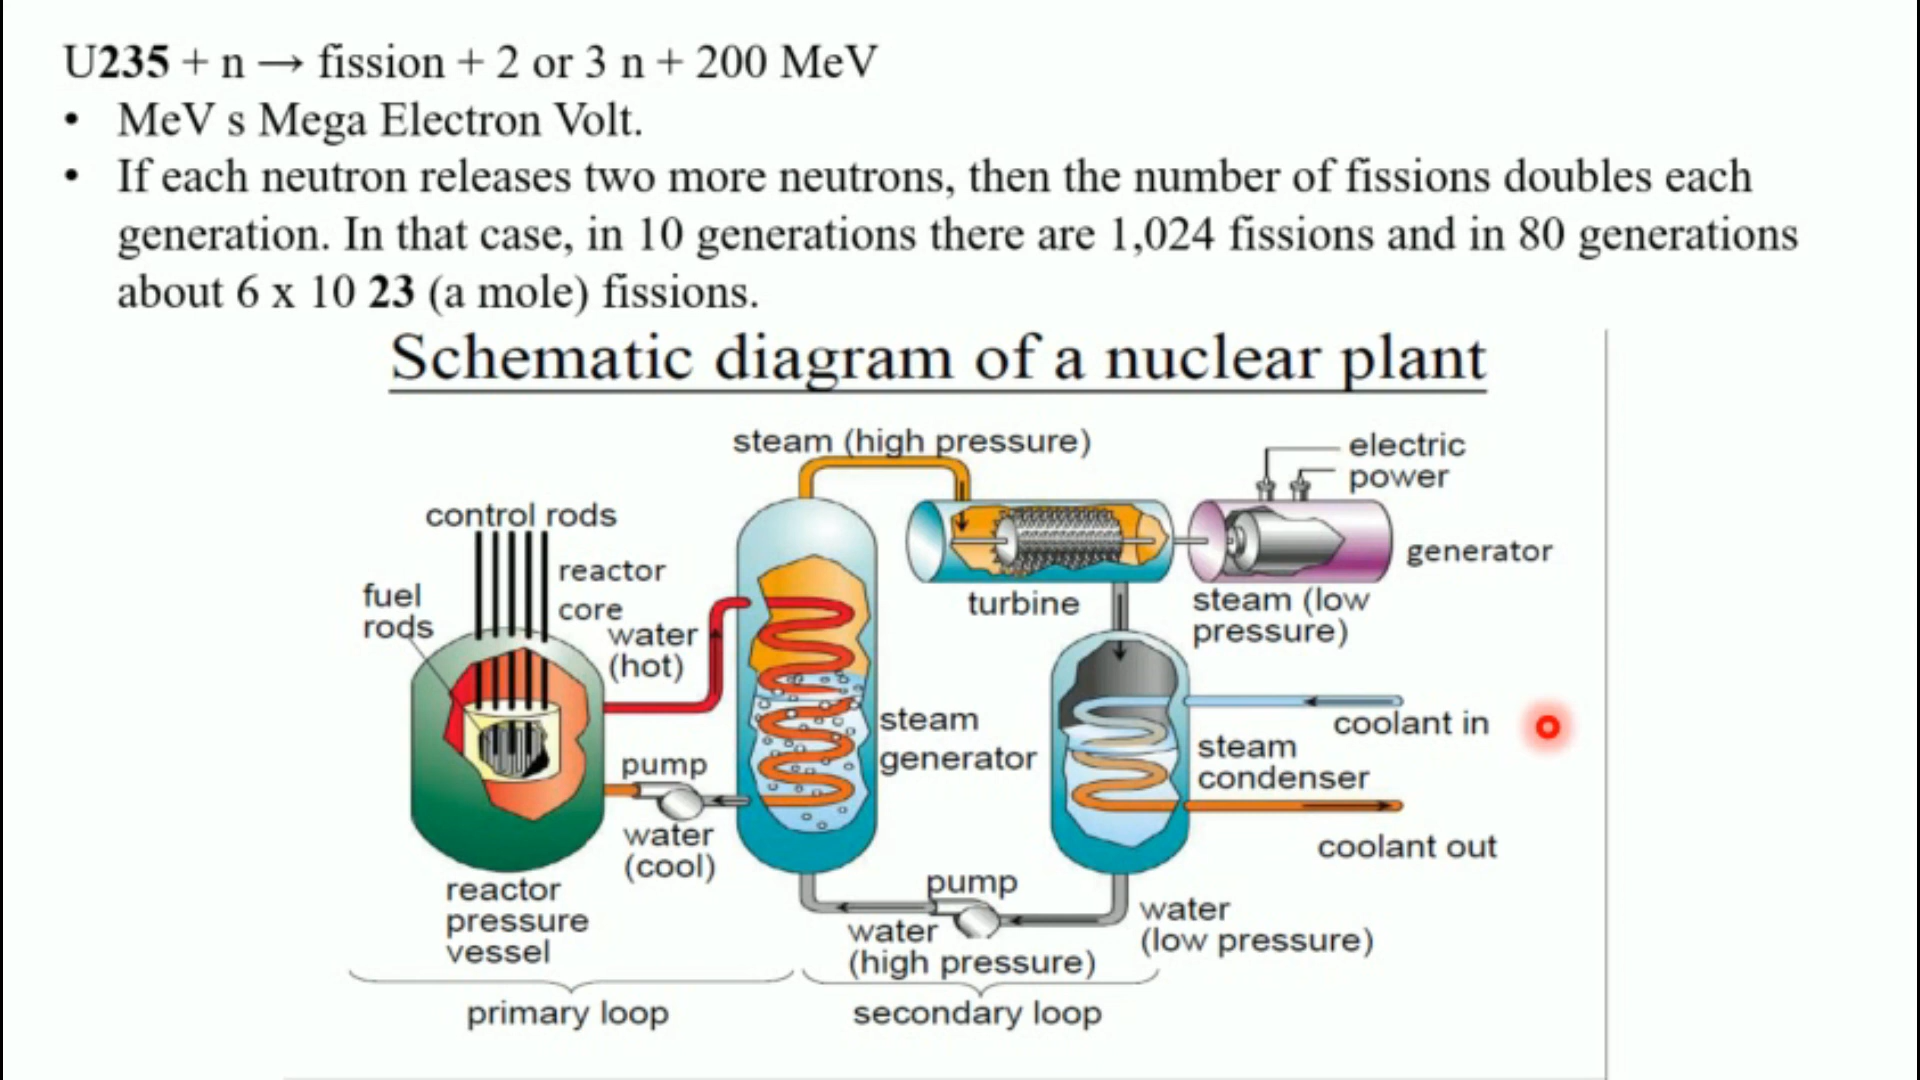 U235 + n → fission + 2 or 3 n + 200 MeV
• MeV s Mega Electron Volt.
• If each neutron releases two more neutrons, then the number of fissions doubles each
generation. In that case, in 10 generations there are 1,024 fissions and in 80 generations
about 6 x 10 23 (a mole) fissions.
Schematic diagram of a nuclear plant
steam (high pressure)
electric
power
control rods
reactor
core
fuel
rods
water
(hot)
turbine
generator
steam (low
pressure)
steam
generator
coolant in
steam
condenser
pump
water
(cool)
coolant out
reactor
pressure
vessel
pump
water
(high pressure)
water
(low pressure)
primary loop
secondary loop